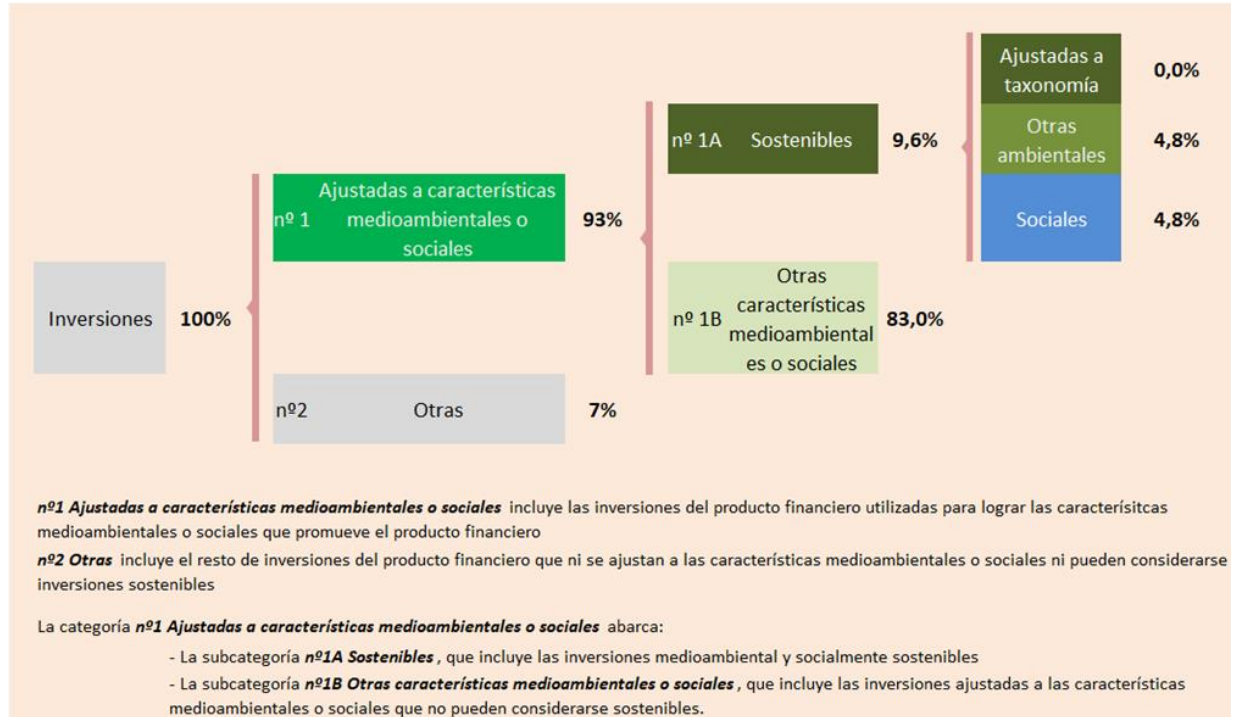 Ajustadas a
taxonomía
0,0%
nº 1A Sostenibles
9,6%
Otras
ambientales
4,8%
nº 1
Ajustadas a características
medioambientales o
sociales
93%
Sociales
4,8%
Inversiones
100%
nº 1B
Otras
características
medioambiental
es o sociales
83,0%
nº2 Otras
7%
nº1 Ajustadas a características medioambientales o sociales incluye las inversiones del producto financiero utilizadas para lograr las caracterísitcas
medioambientales o sociales que promueve el producto financiero
nº2 Otras incluye el resto de inversiones del producto financiero que ni se ajustan a las características medioambientales o sociales ni pueden considerarse
inversiones sostenibles
La categoría nº1 Ajustadas a características medioambientales o sociales abarca:
- La subcategoría nº1A Sostenibles, que incluye las inversiones medioambiental y socialmente sostenibles
- La subcategoría nº1B Otras características medioambientales o sociales, que incluye las inversiones ajustadas a las características
medioambientales o sociales que no pueden considerarse sostenibles.